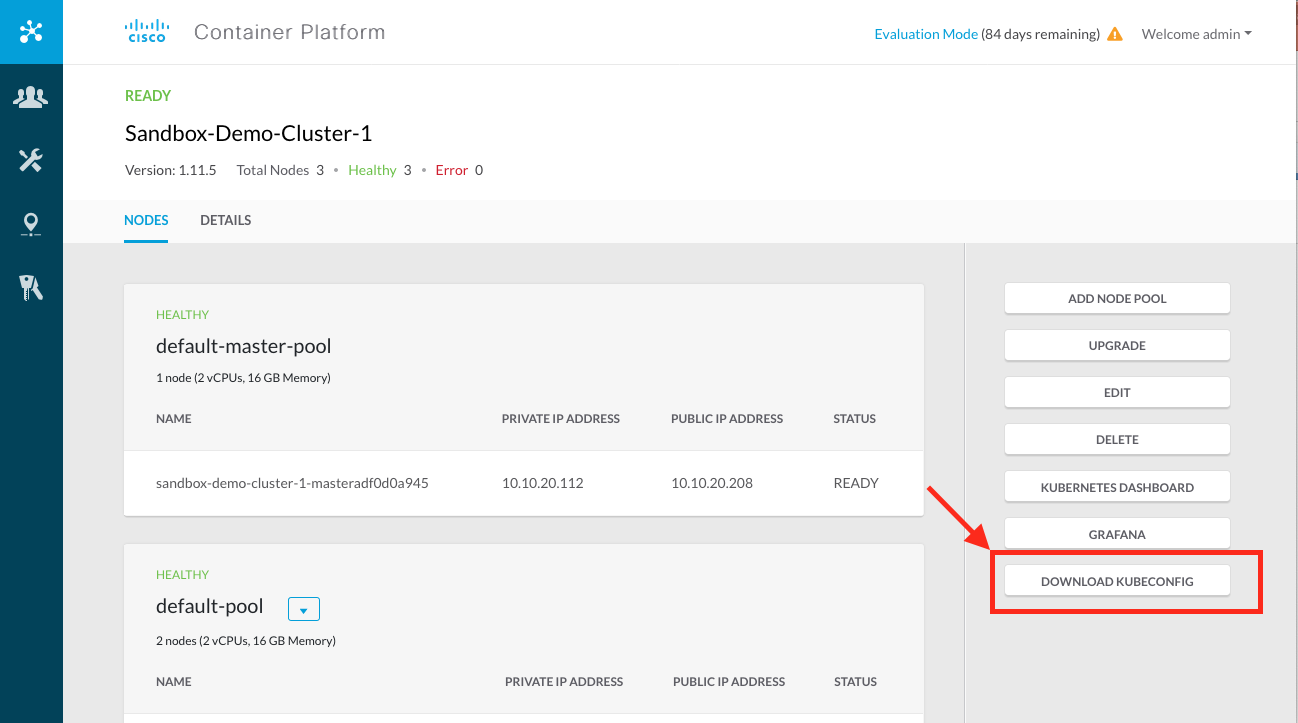 CISCO
Container Platform
Evaluation Mode (84 days remaining)
Welcome admin
READY
Sandbox-Demo-Cluster-1
Version: 1.11.5 Total Nodes 3 • Healthy 3 • Error 0
NODES DETAILS
HEALTHY
default-master-pool
1 node (2 vCPUs, 16 GB Memory)
NAME PRIVATE IP ADDRESS PUBLIC IP ADDRESS STATUS
sandbox-demo-cluster-1-masteradf0d0a945 10.10.20.112 10.10.20.208 READY
HEALTHY
default-pool
2 nodes (2 vCPUs, 16 GB Memory)
NAME PRIVATE IP ADDRESS PUBLIC IP ADDRESS STATUS
ADD NODE POOL
UPGRADE
EDIT
DELETE
KUBERNETES DASHBOARD
GRAFANA
DOWNLOAD KUBECONFIG